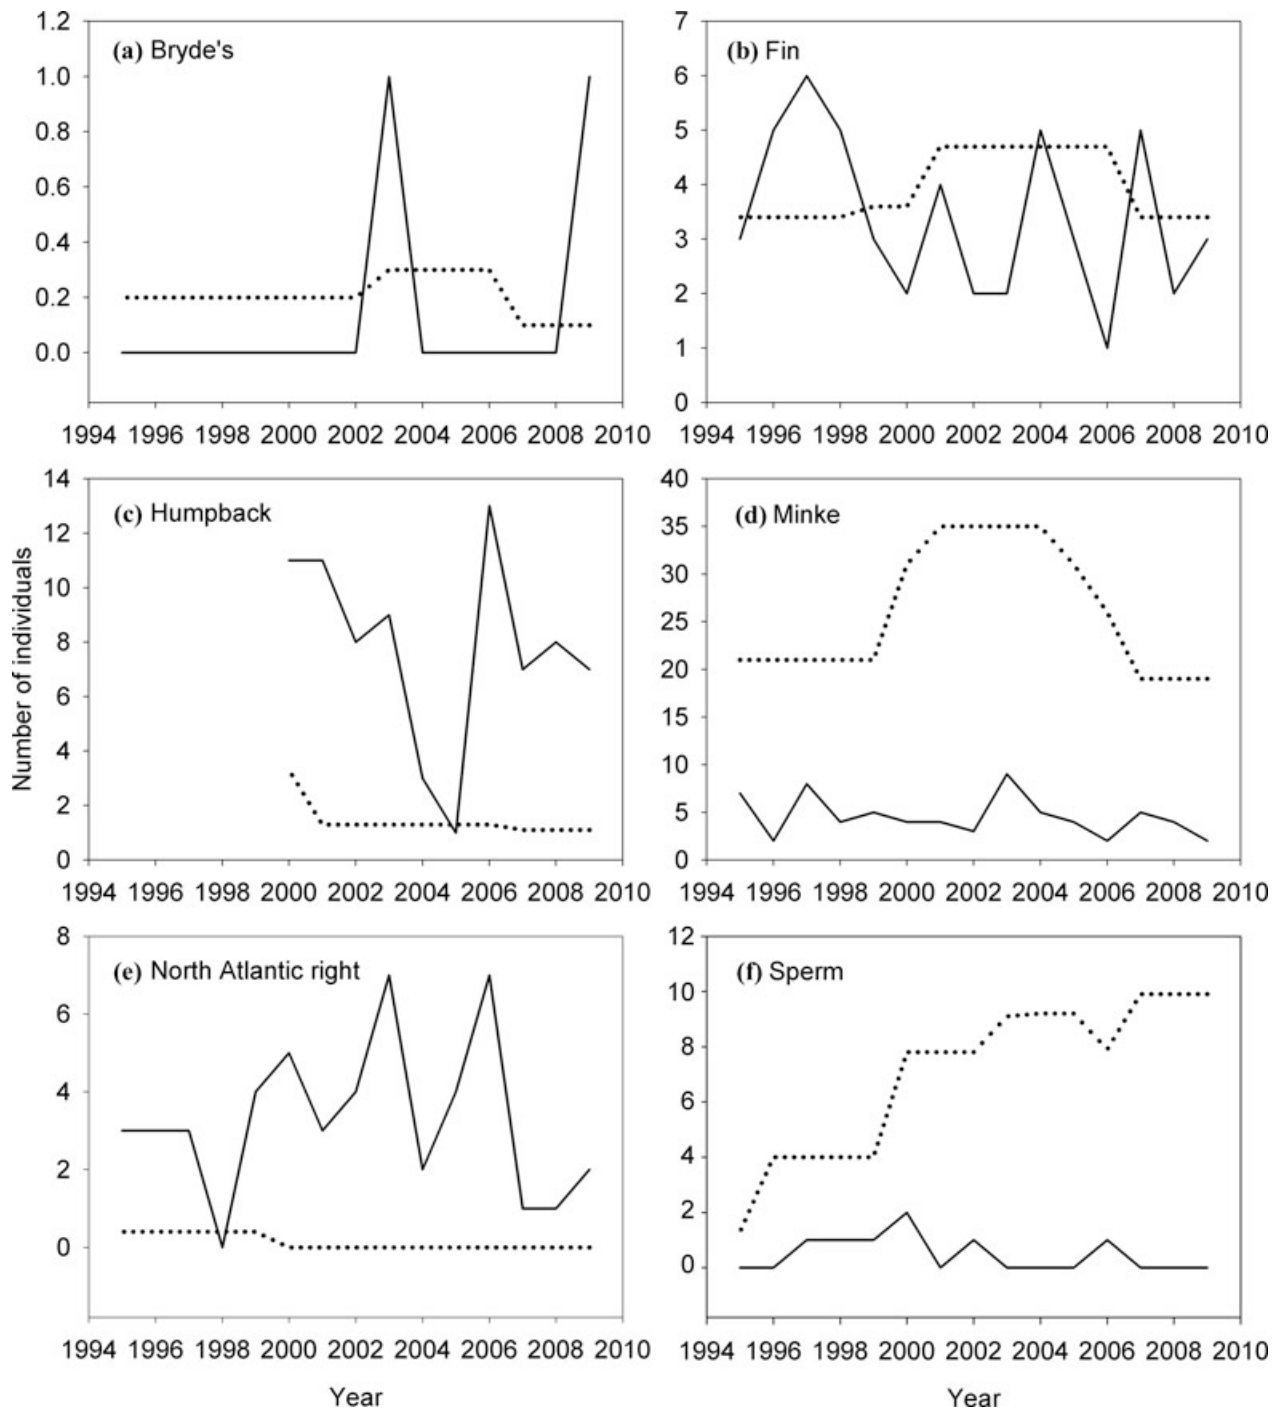 (a) Bryde's
1.2
1.0
0.8
0.6
0.4
0.2
0.0
1994 1996 1998 2000 2002 2004 2006 2008 2010
(b) Fin
7
6
5
4
3
2
1
0
1994 1996 1998 2000 2002 2004 2006 2008 2010
Number of individuals
(c) Humpback
14
12
10
8
6
4
2
0
1994 1996 1998 2000 2002 2004 2006 2008 2010
(d) Minke
40
35
30
25
20
15
10
5
0
1994 1996 1998 2000 2002 2004 2006 2008 2010
(e) North Atlantic right
8
6
4
2
0
1994 1996 1998 2000 2002 2004 2006 2008 2010
Year
(f) Sperm
12
10
8
6
4
2
0
1994 1996 1998 2000 2002 2004 2006 2008 2010
Year